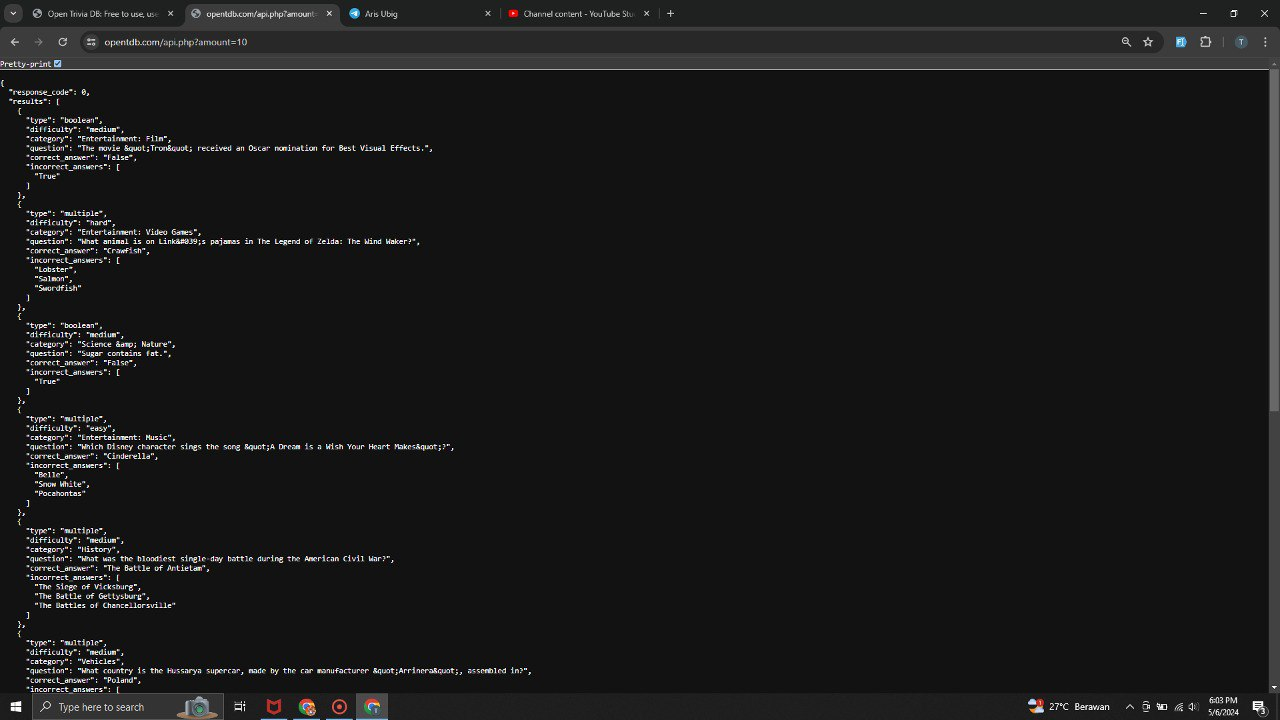 Open Trivia DB: Free to use, use
opentdb.com/api.php?amount=
Aris Ubig
Channel content - YouTube Stu
opentdb.com/api.php?amount=10
T
Pretty-print
{
"response_code": 0,
"results": [
{
"type": "boolean",
"difficulty": "medium",
"category": "Entertainment: Film",
"question": "The movie &quot;Tron&quot; received an Oscar nomination for Best Visual Effects.",
"correct_answer": "False",
"incorrect_answers": [
"True"
]
},
{
"type": "multiple",
"difficulty": "hard",
"category": "Entertainment: Video Games",
"question": "What animal is on Link&#039;s pajamas in The Legend of Zelda: The Wind Waker?",
"correct_answer": "Crawfish",
"incorrect_answers": [
"Lobster",
"Salmon",
"Swordfish"
]
},
{
"type": "boolean",
"difficulty": "medium",
"category": "Science &amp; Nature",
"question": "Sugar contains fat.",
"correct_answer": "False",
"incorrect_answers": [
"True"
]
},
{
"type": "multiple",
"difficulty": "easy",
"category": "Entertainment: Music",
"question": "Which Disney character sings the song &quot;A Dream is a Wish Your Heart Makes&quot;?",
"correct_answer": "Cinderella",
"incorrect_answers": [
"Belle",
"Snow White",
"Pocahontas"
]
},
{
"type": "multiple",
"difficulty": "medium",
"category": "History",
"question": "What was the bloodiest single-day battle during the American Civil War?",
"correct_answer": "The Battle of Antietam",
"incorrect_answers": [
"The Siege of Vicksburg",
"The Battle of Gettysburg",
"The Battles of Chancellorsville"
]
},
{
"type": "multiple",
"difficulty": "medium",
"category": "Vehicles",
"question": "What country is the Hussarya supercar, made by the car manufacturer &quot;Arrinera&quot;, assembled in?",
"correct_answer": "Poland",
"incorrect_answers": [
Type here to search
27°C Berawan
6:03 PM
5/6/2024